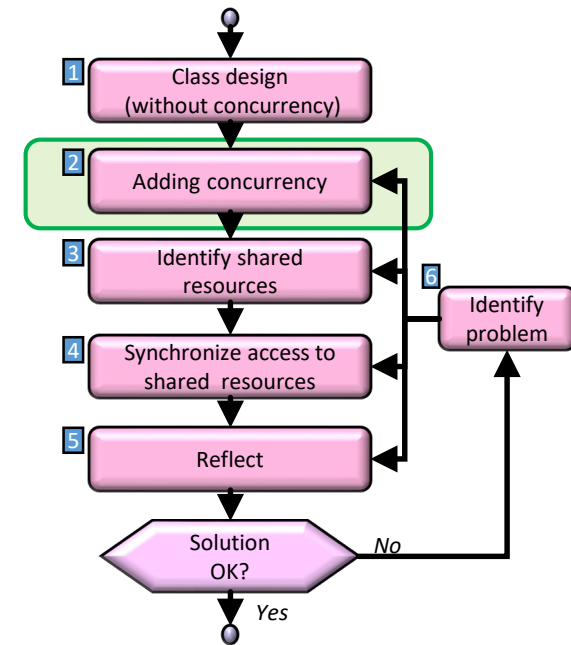 1
Class design
(without concurrency)
2
Adding concurrency
3
Identify shared
resources
6
Identify
problem
4
Synchronize access to
shared resources
5
Reflect
Solution
OK?
No
Yes